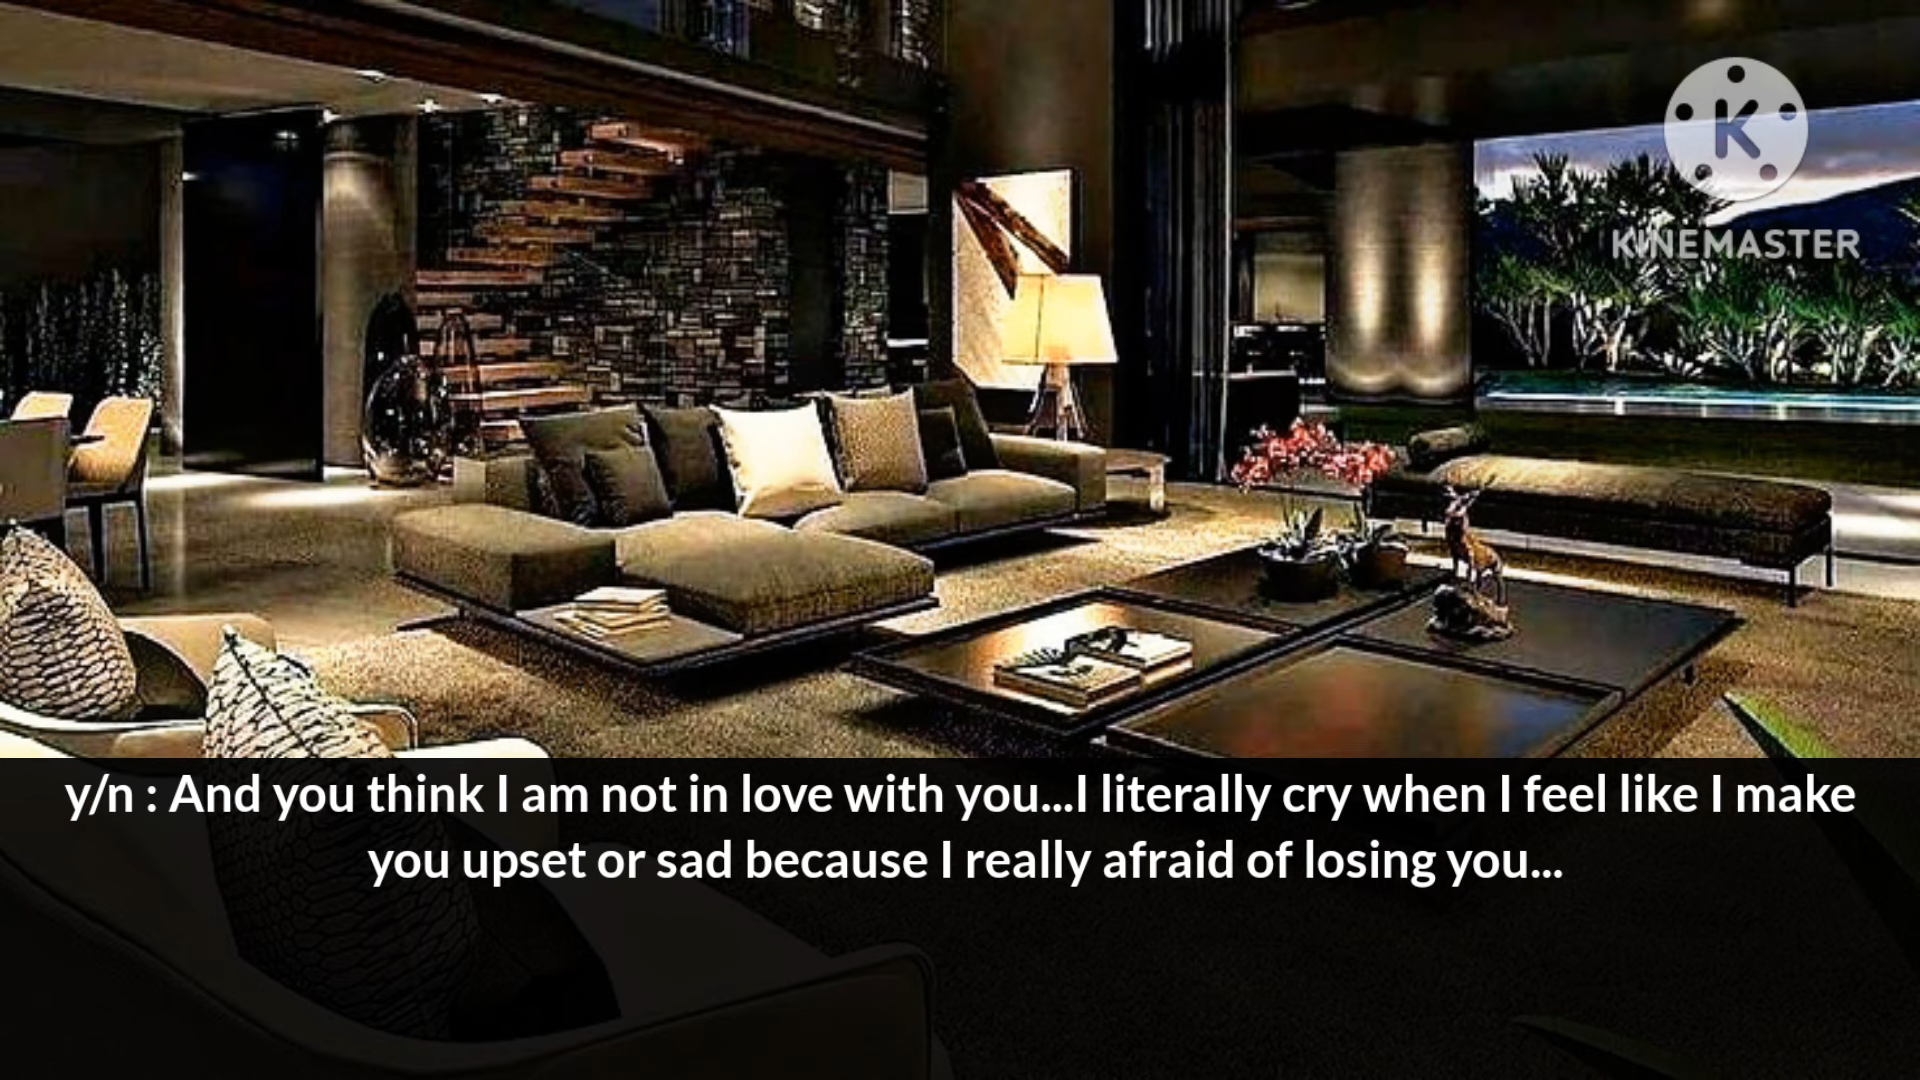 K
KINEMASTER
y/n : And you think I am not in love with you...I literally cry when I feel like I make
you upset or sad because I really afraid of losing you...